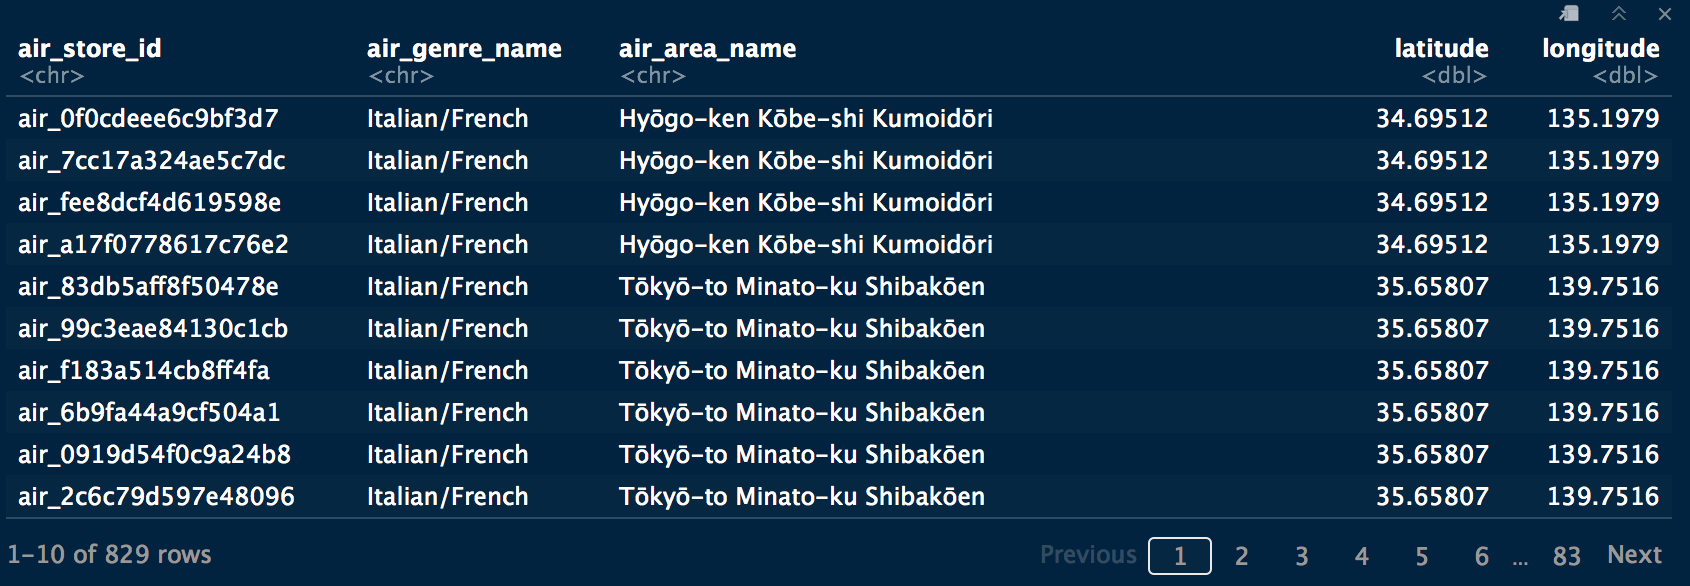 air_store_id air_genre_name air_area_name latitude longitude
<chr> <chr> <chr> <dbl> <dbl>
air_0f0cdeee6c9bf3d7 Italian/French Hyōgo-ken Kōbe-shi Kumoidōri 34.69512 135.1979
air_7cc17a324ae5c7dc Italian/French Hyōgo-ken Kōbe-shi Kumoidōri 34.69512 135.1979
air_fee8dcf4d619598e Italian/French Hyōgo-ken Kōbe-shi Kumoidōri 34.69512 135.1979
air_a17f0778617c76e2 Italian/French Hyōgo-ken Kōbe-shi Kumoidōri 34.69512 135.1979
air_83db5aff8f50478e Italian/French Tōkyō-to Minato-ku Shibakōen 35.65807 139.7516
air_99c3eae84130c1cb Italian/French Tōkyō-to Minato-ku Shibakōen 35.65807 139.7516
air_f183a514cb8ff4fa Italian/French Tōkyō-to Minato-ku Shibakōen 35.65807 139.7516
air_6b9fa44a9cf504a1 Italian/French Tōkyō-to Minato-ku Shibakōen 35.65807 139.7516
air_0919d54f0c9a24b8 Italian/French Tōkyō-to Minato-ku Shibakōen 35.65807 139.7516
air_2c6c79d597e48096 Italian/French Tōkyō-to Minato-ku Shibakōen 35.65807 139.7516
1-10 of 829 rows Previous 1 2 3 4 5 6 ... 83 Next